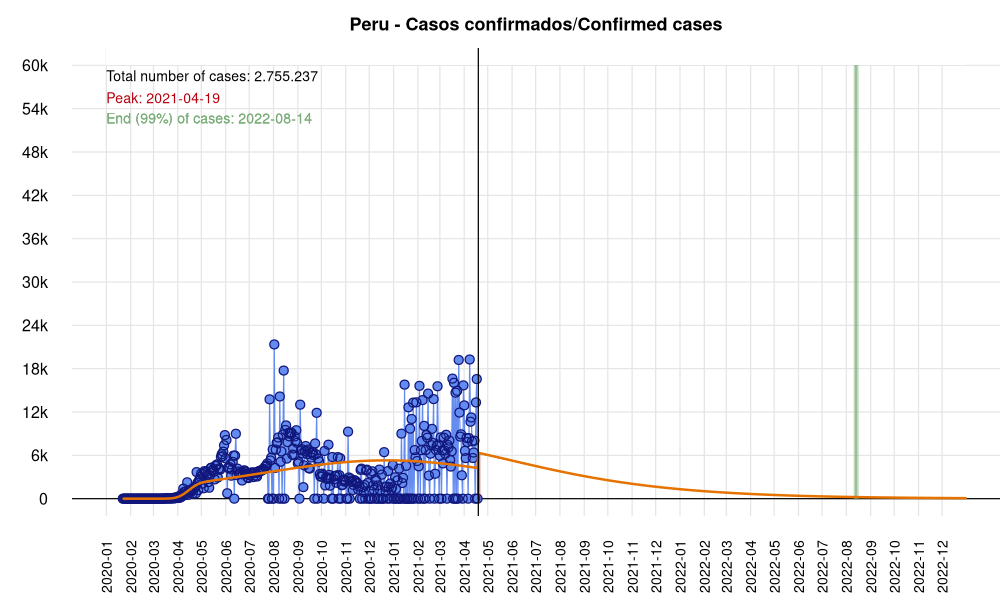 Peru - Casos confirmados/Confirmed cases
60k
54k
48k
42k
36k
30k
24k
18k
12k
6k
0
Total number of cases: 2.755.237
Peak: 2021-04-19
End (99%) of cases: 2022-08-14
2020-01
2020-02
2020-03
2020-04
2020-05
2020-06
2020-07
2020-08
2020-09
2020-10
2020-11
2020-12
2021-01
2021-02
2021-03
2021-04
2021-05
2021-06
2021-07
2021-08
2021-09
2021-10
2021-11
2021-12
2022-01
2022-02
2022-03
2022-04
2022-05
2022-06
2022-07
2022-08
2022-09
2022-10
2022-11
2022-12